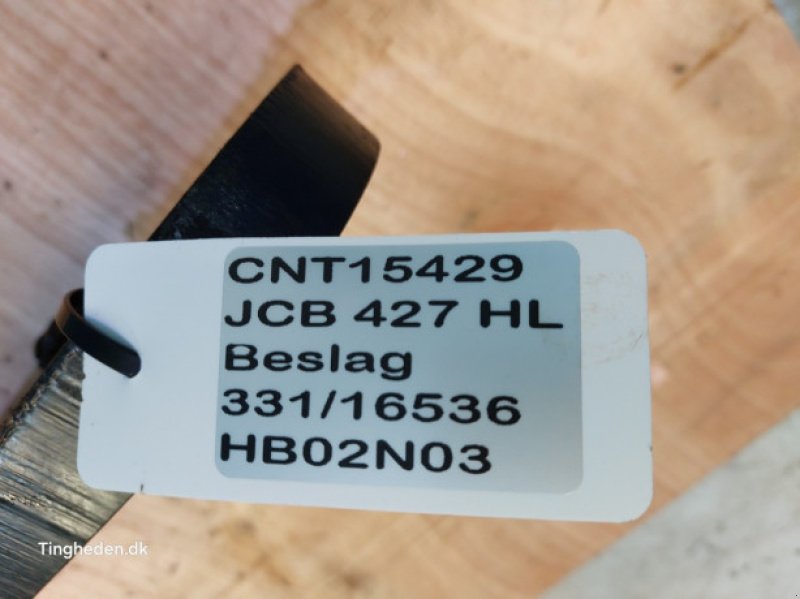 CNT15429
JCB 427 HL
Beslag
331/16536
HB02N03
Tingheden.dk